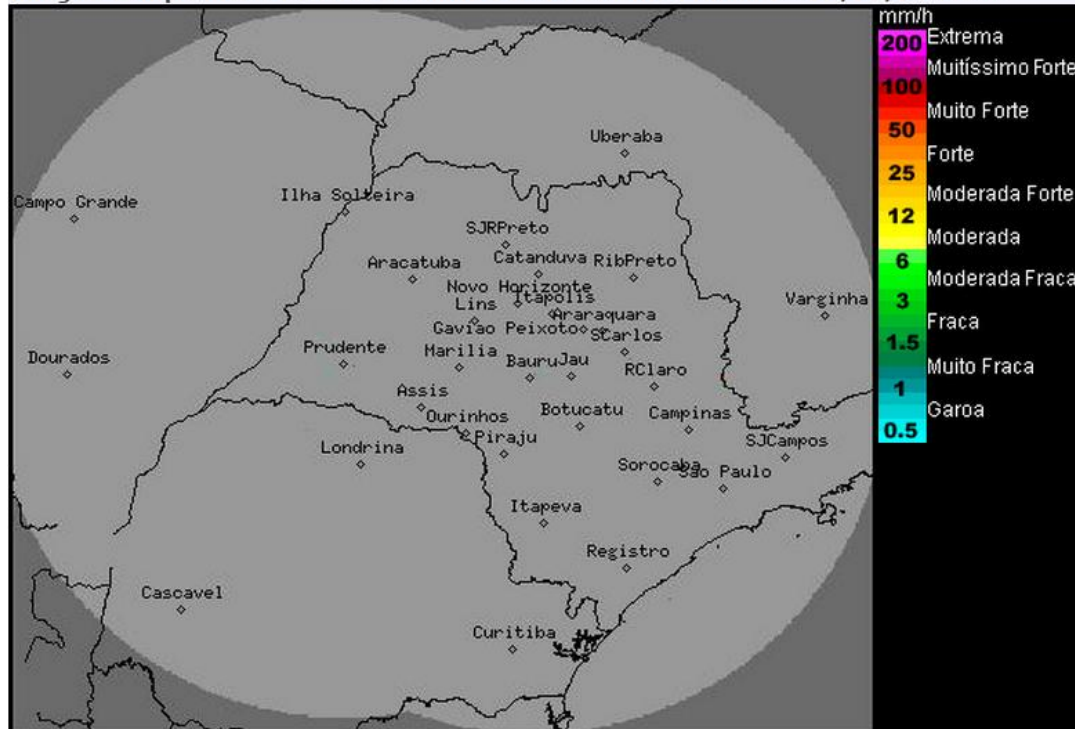 mm/h
200 Extrema
Muitíssimo Forte
100
Muito Forte
50
Forte
25
Moderada Forte
12
Moderada
6
Moderada Fraca
3
Fraca
1.5
Muito Fraca
1
Garoa
0.5
Uberaba
Campo Grande
Ilha Solteira
SJRPreto
Catanduva
RibPreto
Aracatuba
Novo Horizonte
Itapolis
Lins
Araraquara
Varginha
Gaviao Peixoto
SCarlos
Prudente
Marilia
Dourados
Bauru
Jau
RClaro
Assis
Ourinhos
Botucatu
Campinas
Piraju
Londrina
SJCampos
Sorocaba
Sao Paulo
Itapeva
Registro
Cascavel
Curitiba